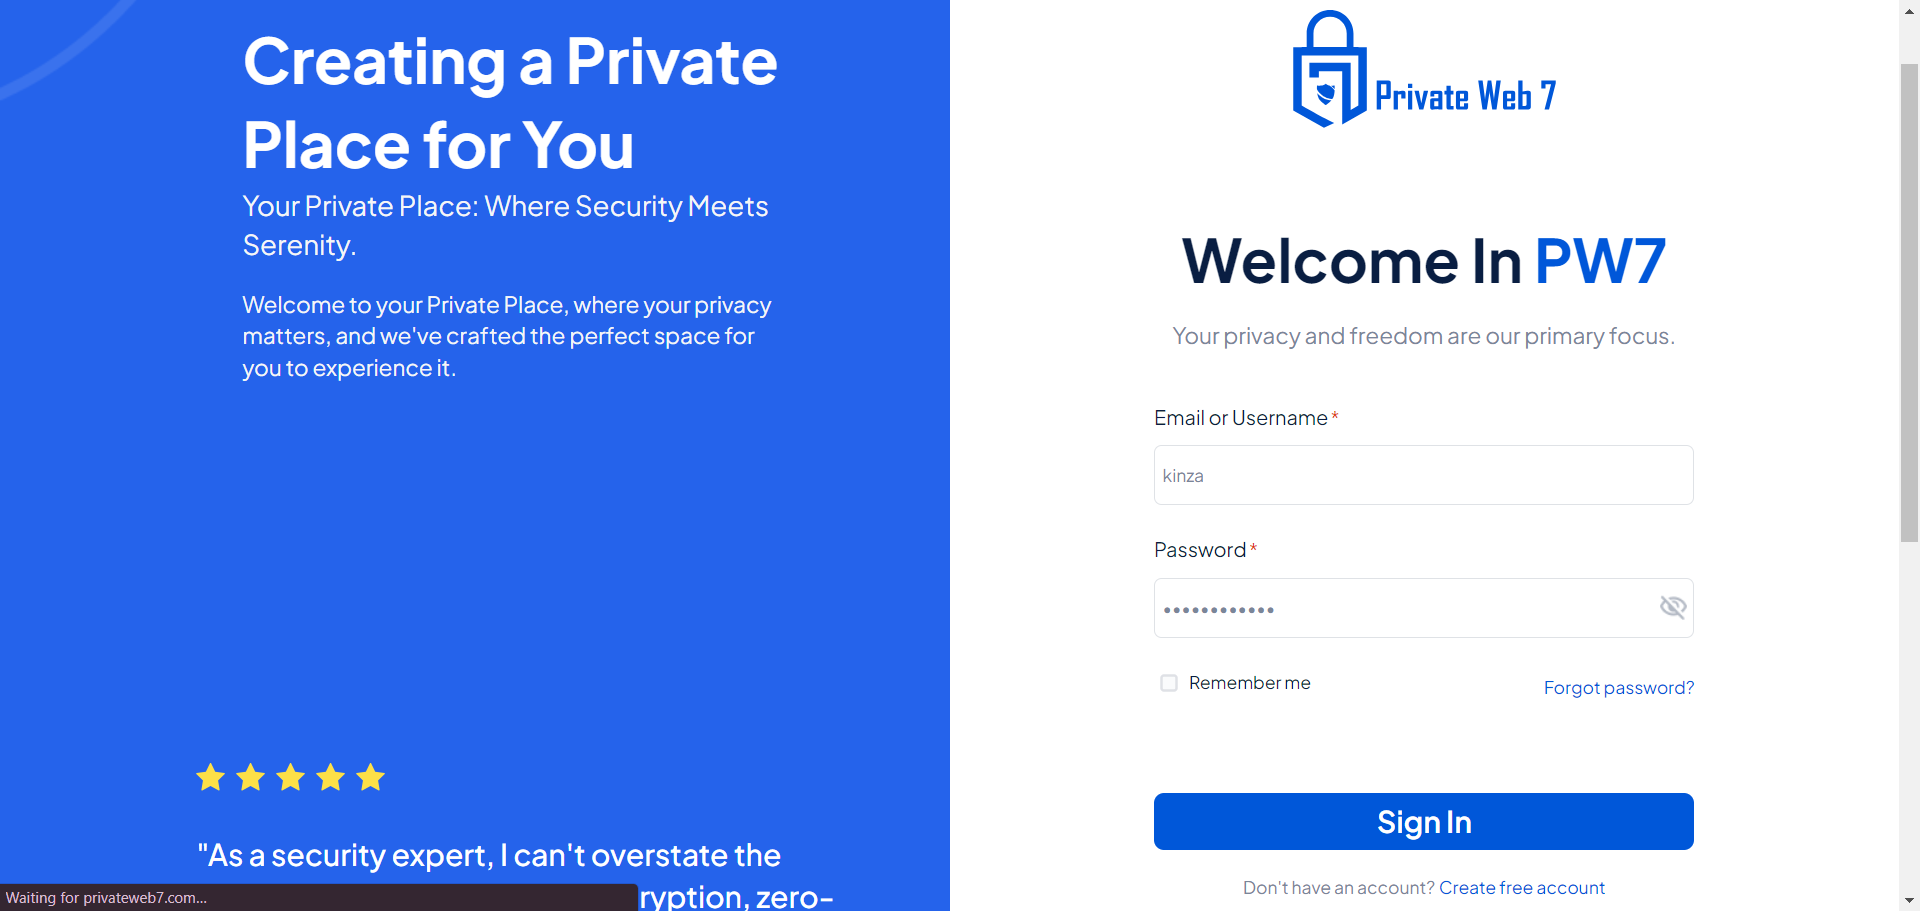 Creating a Private
Place for You
Your Private Place: Where Security Meets
Serenity.
Welcome to your Private Place, where your privacy
matters, and we've crafted the perfect space for
you to experience it.
"As a security expert, I can't overstate the
ryption, zero-
Waiting for privateweb7.com...
Private Web 7
Welcome In PW7
Your privacy and freedom are our primary focus.
Email or Username *
kinza
Password *
••••••••••••
Remember me
Forgot password?
Sign In
Don't have an account? Create free account